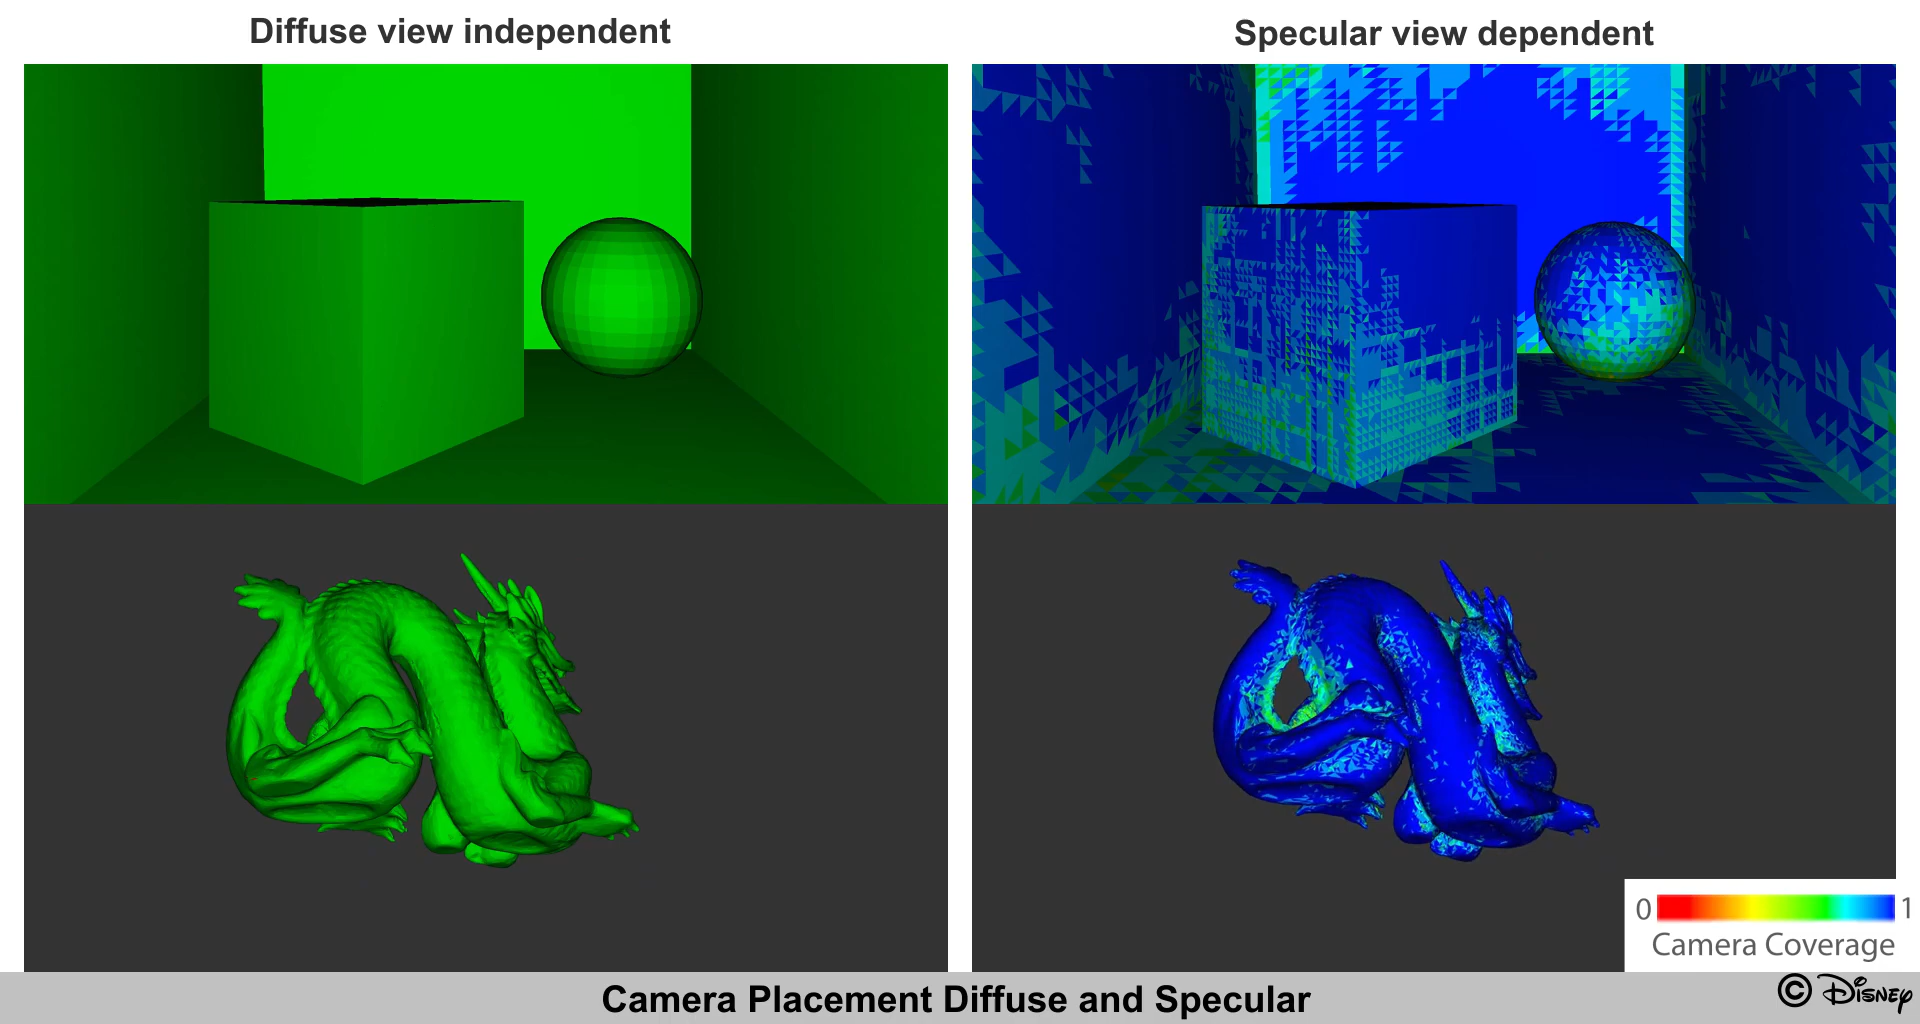 Diffuse view independent
Specular view dependent
0 1
Camera Coverage
Camera Placement Diffuse and Specular
© Disney